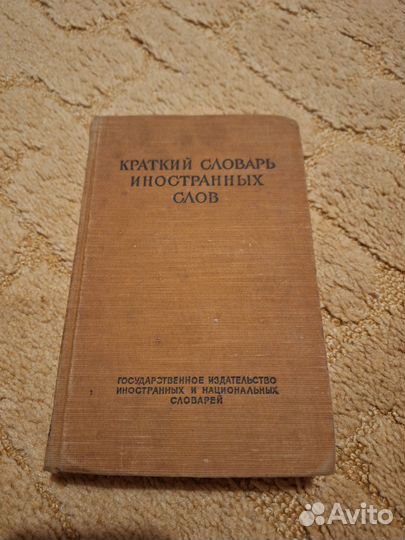 КРАТКИЙ СЛОВАРЬ
ИНОСТРАННЫХ
СЛОВ
ГОСУДАРСТВЕННОЕ ИЗДАТЕЛЬСТВО
ИНОСТРАННЫХ И НАЦИОНАЛЬНЫХ
СЛОВАРЕЙ
Avito